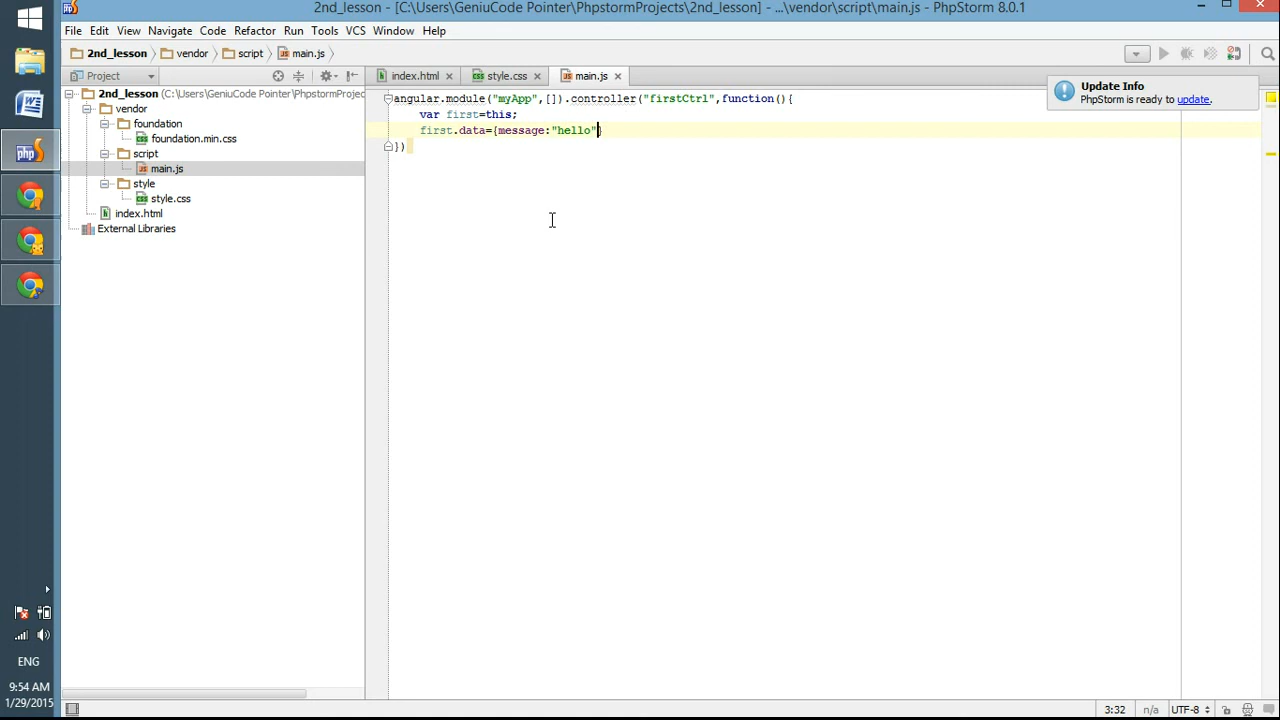 2nd_lesson - [C:\Users\GeniuCode Pointer\PhpstormProjects\2nd_lesson] - ...\vendor\script\main.js - PhpStorm 8.0.1
File Edit View Navigate Code Refactor Run Tools VCS Window Help
2nd_lesson vendor script main.js
Project
index.html style.css main.js
2nd_lesson (C:\Users\GeniuCode Pointer\PhpstormProjec
vendor
foundation
foundation.min.css
script
main.js
style
style.css
index.html
External Libraries
angular.module("myApp",[]).controller("firstCtrl",function()
var first=this;
first.data={message:"hello"}
})
Update Info
PhpStorm is ready to update.
ENG
9:54 AM
1/29/2015
3:32 n/a UTF-8